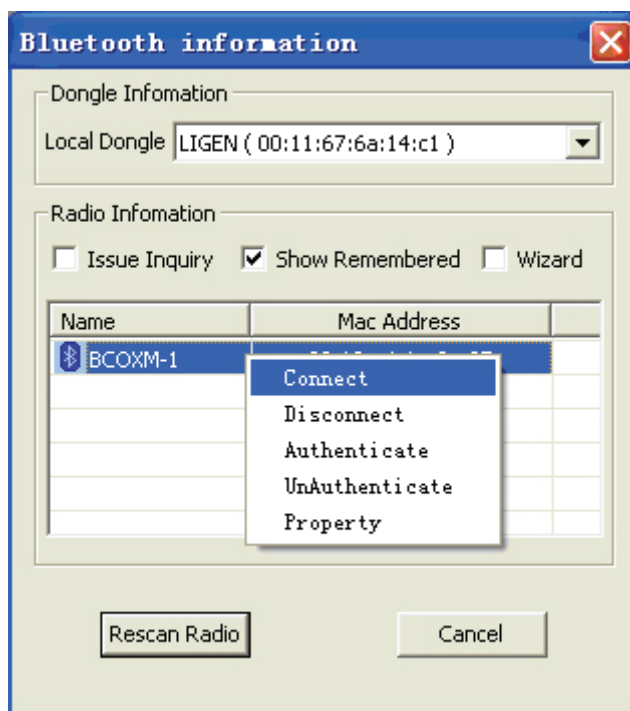 Bluetooth information
Dongle Infomation
Local Dongle LIGEN ( 00:11:67:6a:14:c1 )
Radio Infomation
Issue Inquiry Show Remembered Wizard
Name Mac Address
BCOXM-1
Connect
Disconnect
Authenticate
UnAuthenticate
Property
Rescan Radio Cancel